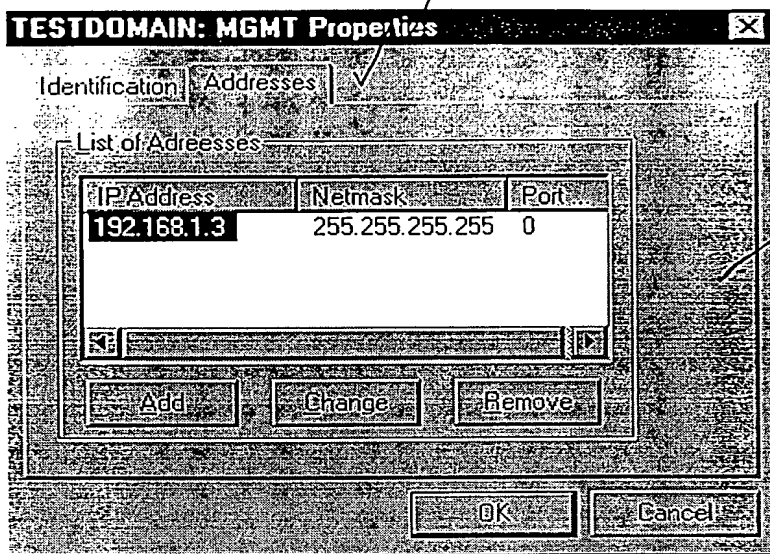 TESTDOMAIN: MGMT Properties
Identification Addresses
List of Adreesses
IP Address Netmask Port...
192.168.1.3 255.255.255.255 0
Add Change Remove
OK Cancel